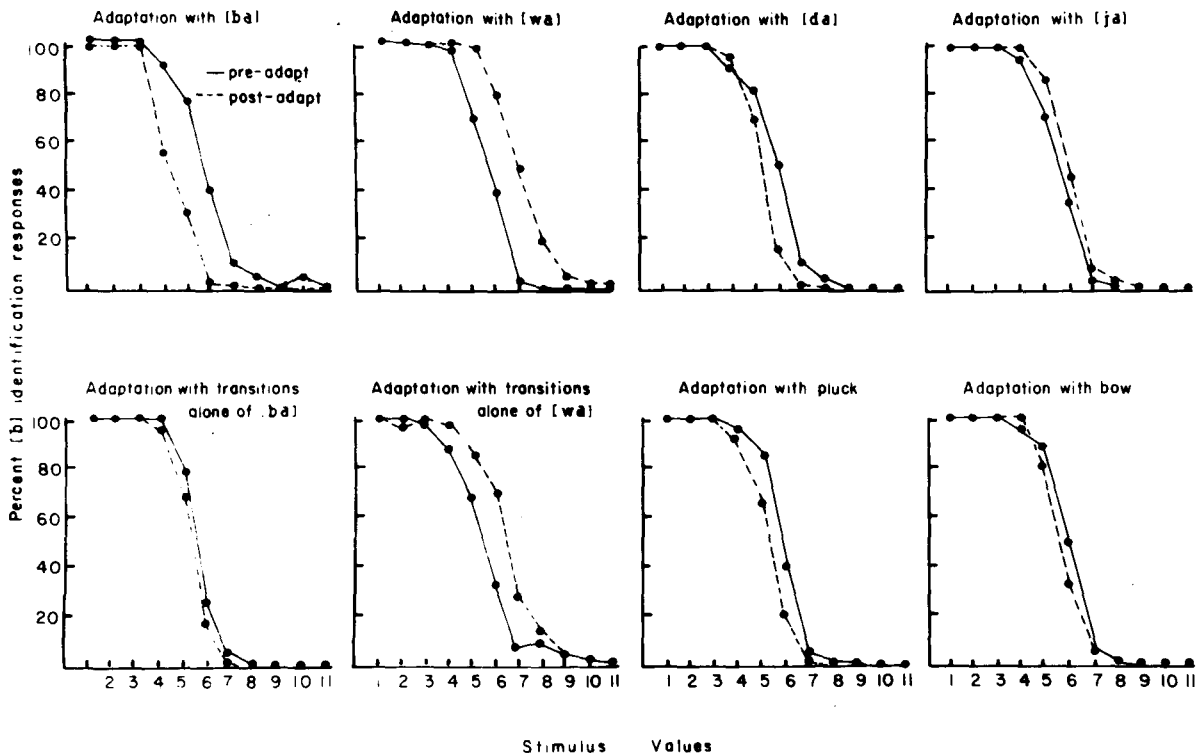 Adaptation with [ba]
Adaptation with [wa]
Adaptation with [da]
Adaptation with [ja]
Percent [b] identification responses
100
80
60
40
20
pre-adapt
post-adapt
Adaptation with transitions
alone of ba]
Adaptation with transitions
alone of [wa]
Adaptation with pluck
Adaptation with bow
100
80
60
40
20
2 3 4 5 6 7 8 9 10 11
2 3 4 5 6 7 8 9 10 11
1 2 3 4 5 6 7 8 9 10 11
1 2 3 4 5 6 7 8 9 10 11
Stimulus Values